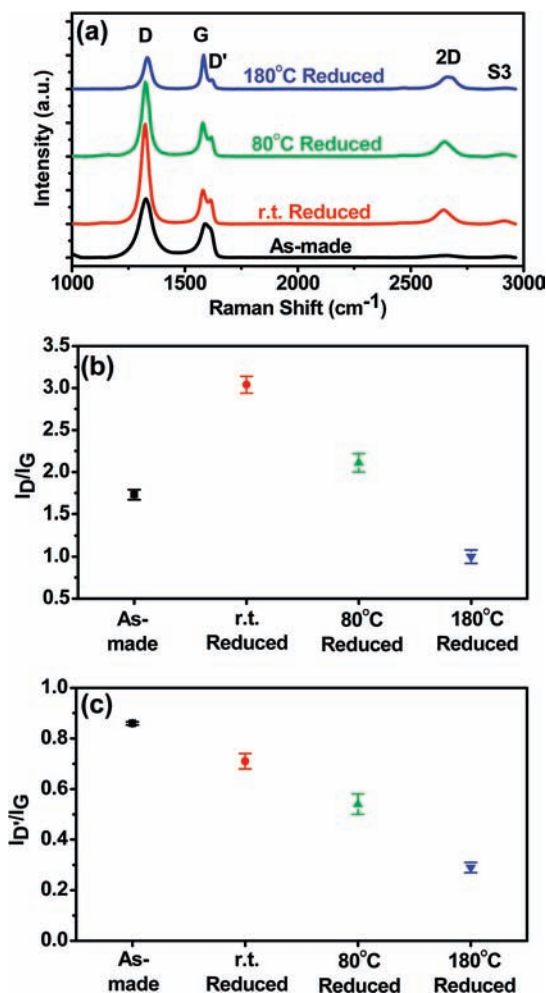 (a)
D
G
D'
2D
S3
180°C Reduced
80°C Reduced
r.t. Reduced
As-made
Intensity (a.u.)
1000 1500 2000 2500 3000
Raman Shift (cm-1)
(b)
3.5
3.0
2.5
2.0
1.5
1.0
0.5
ID/IG
As-made
r.t. Reduced
80°C Reduced
180°C Reduced
(c)
1.0
0.8
0.6
0.4
0.2
0.0
ID'/IG
As-made
r.t. Reduced
80°C Reduced
180°C Reduced